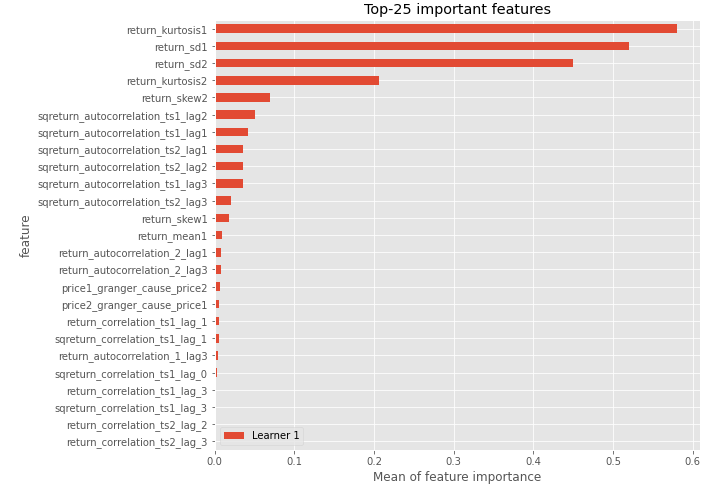 Top-25 important features
return_kurtosis1
return_sd1
return_sd2
return_kurtosis2
return_skew2
sqreturn_autocorrelation_ts1_lag2
sqreturn_autocorrelation_ts1_lag1
sqreturn_autocorrelation_ts2_lag1
sqreturn_autocorrelation_ts2_lag2
sqreturn_autocorrelation_ts1_lag3
sqreturn_autocorrelation_ts2_lag3
return_skew1
return_mean1
return_autocorrelation_2_lag1
return_autocorrelation_2_lag3
price1_granger_cause_price2
price2_granger_cause_price1
return_correlation_ts1_lag_1
sqreturn_correlation_ts1_lag_1
return_autocorrelation_1_lag3
sqreturn_correlation_ts1_lag_0
return_correlation_ts1_lag_3
sqreturn_correlation_ts1_lag_3
return_correlation_ts2_lag_2
return_correlation_ts2_lag_3
feature
Learner 1
0.0 0.1 0.2 0.3 0.4 0.5 0.6
Mean of feature importance